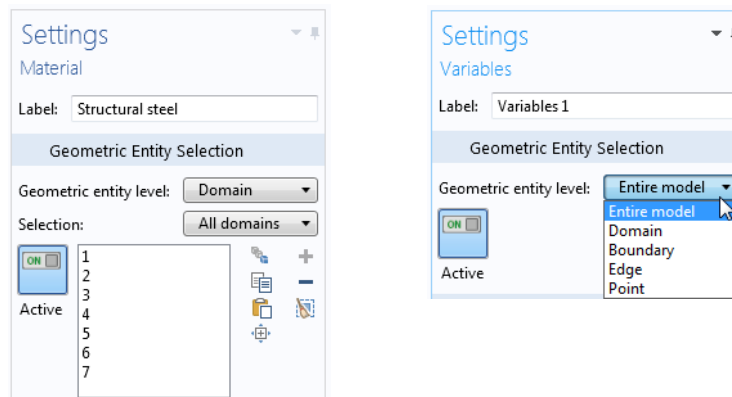 Settings
Material
Label: Structural steel
Geometric Entity Selection
Geometric entity level: Domain
Selection: All domains
ON
Active
1
2
3
4
5
6
7
Settings
Variables
Label: Variables 1
Geometric Entity Selection
Geometric entity level: Entire model
ON
Active
Entire model
Domain
Boundary
Edge
Point